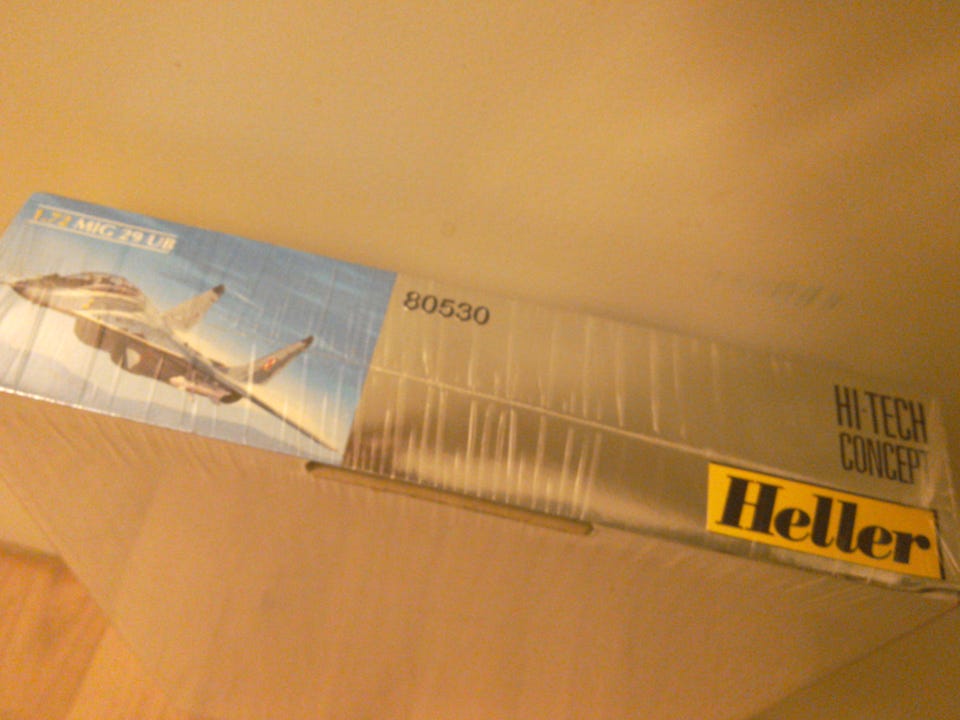 1:72 MIG 29 UB
80530
HI-TECH
CONCEPT
Heller